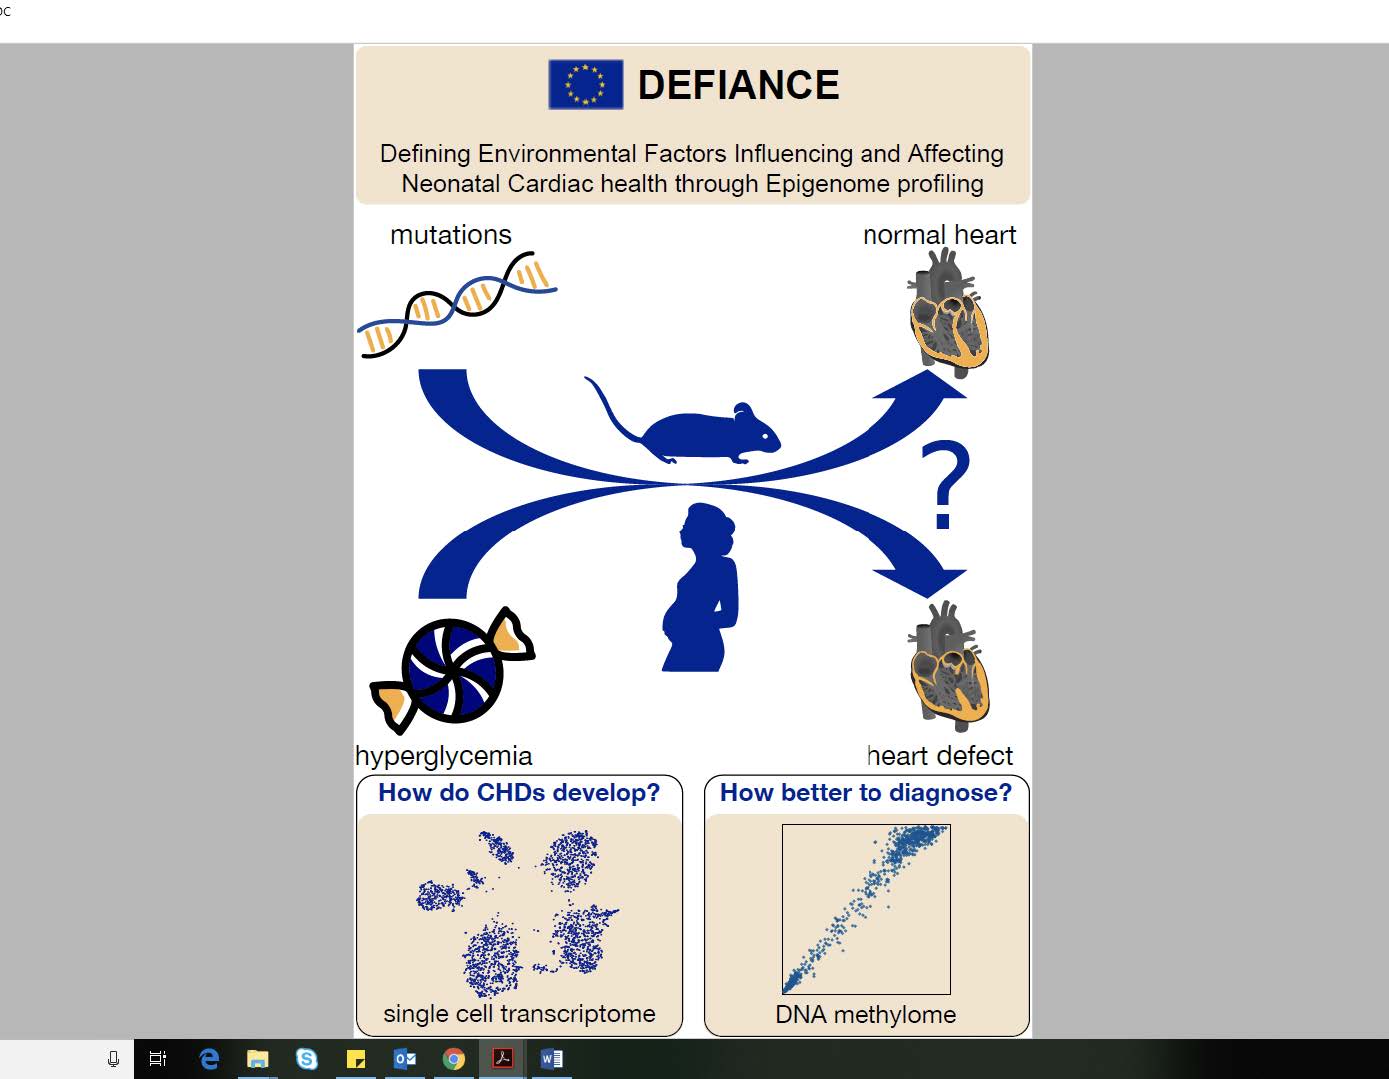 DEFIANCE
Defining Environmental Factors Influencing and Affecting
Neonatal Cardiac health through Epigenome profiling
mutations
normal heart
?
hyperglycemia
heart defect
How do CHDs develop?
single cell transcriptome
How better to diagnose?
DNA methylome